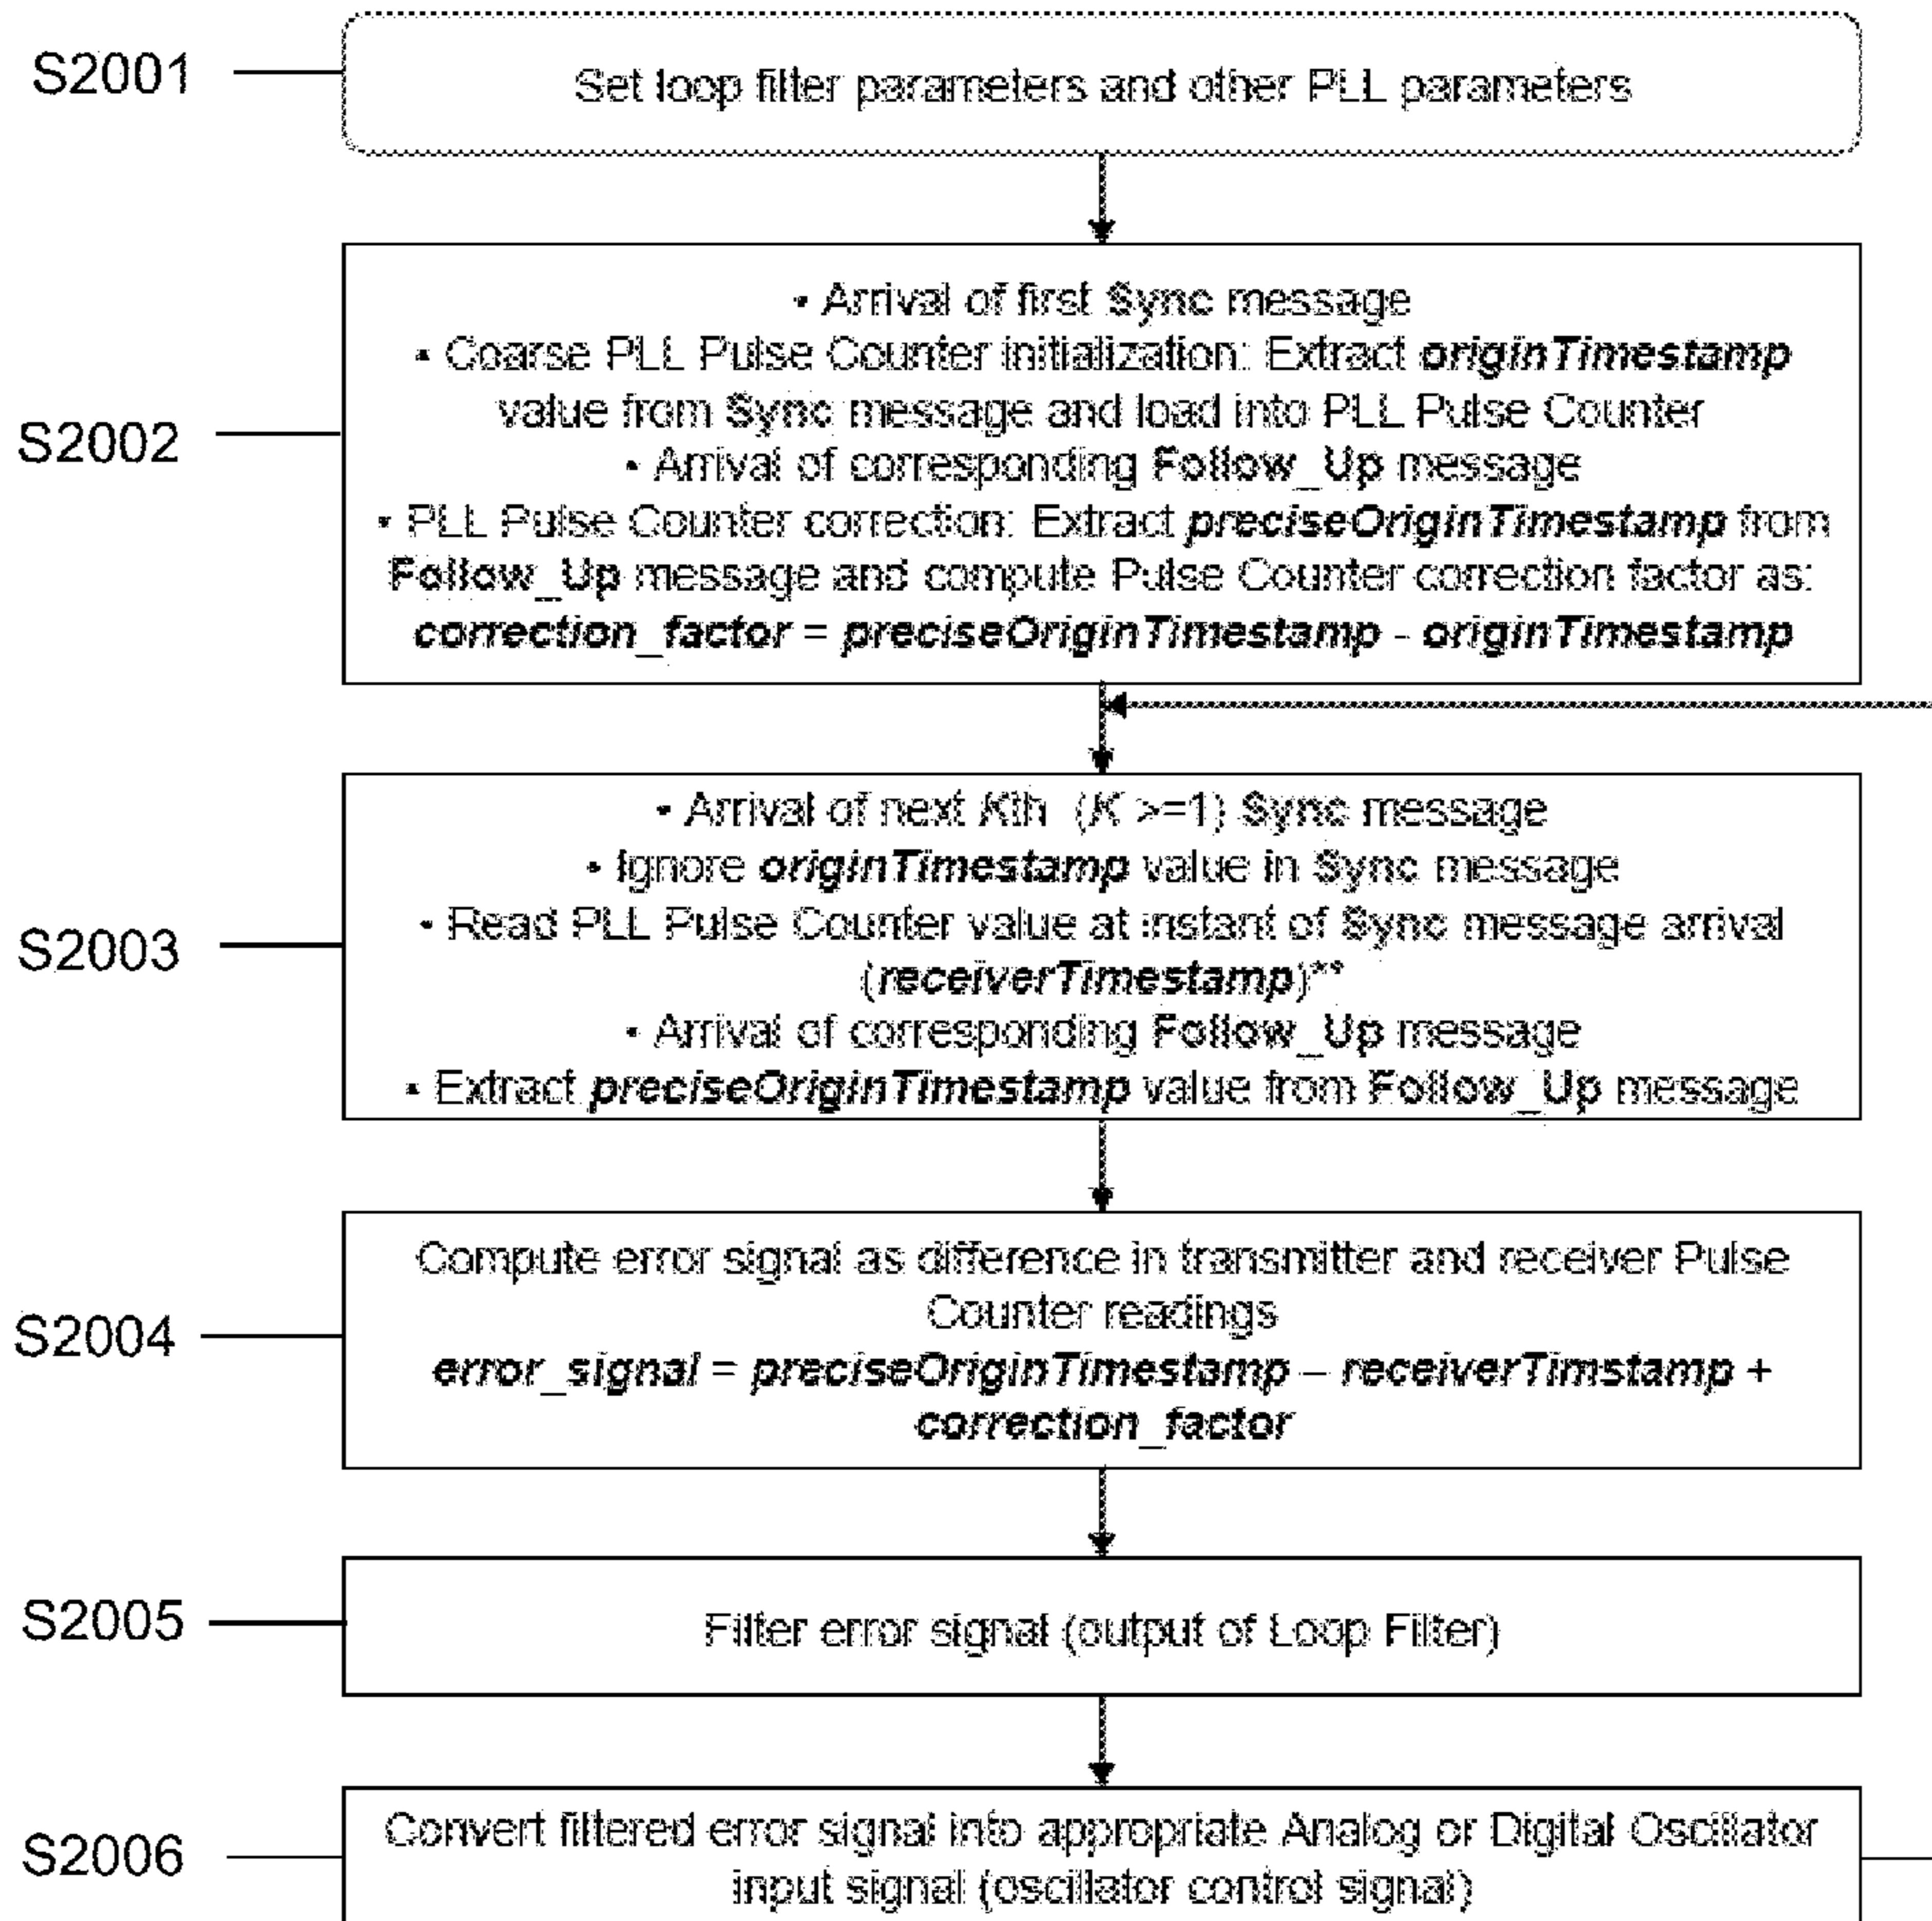 S2001
Set loop filter parameters and other PLL parameters
S2002
• Arrival of first Sync message
• Coarse PLL Pulse Counter initialization: Extract originTimestamp
value from Sync message and load into PLL Pulse Counter
• Arrival of corresponding Follow_Up message
• PLL Pulse Counter correction: Extract preciseOriginTimestamp from
Follow_Up message and compute Pulse Counter correction factor as:
correction_factor = preciseOriginTimestamp - originTimestamp
S2003
• Arrival of next Kth (K >=1) Sync message
• Ignore originTimestamp value in Sync message
• Read PLL Pulse Counter value at instant of Sync message arrival
(receiverTimestamp)**
• Arrival of corresponding Follow_Up message
• Extract preciseOriginTimestamp value from Follow_Up message
S2004
Compute error signal as difference in transmitter and receiver Pulse
Counter readings
error_signal = preciseOriginTimestamp – receiverTimstamp +
correction_factor
S2005
Filter error signal (output of Loop Filter)
S2006
Convert filtered error signal into appropriate Analog or Digital Oscillator
input signal (oscillator control signal)